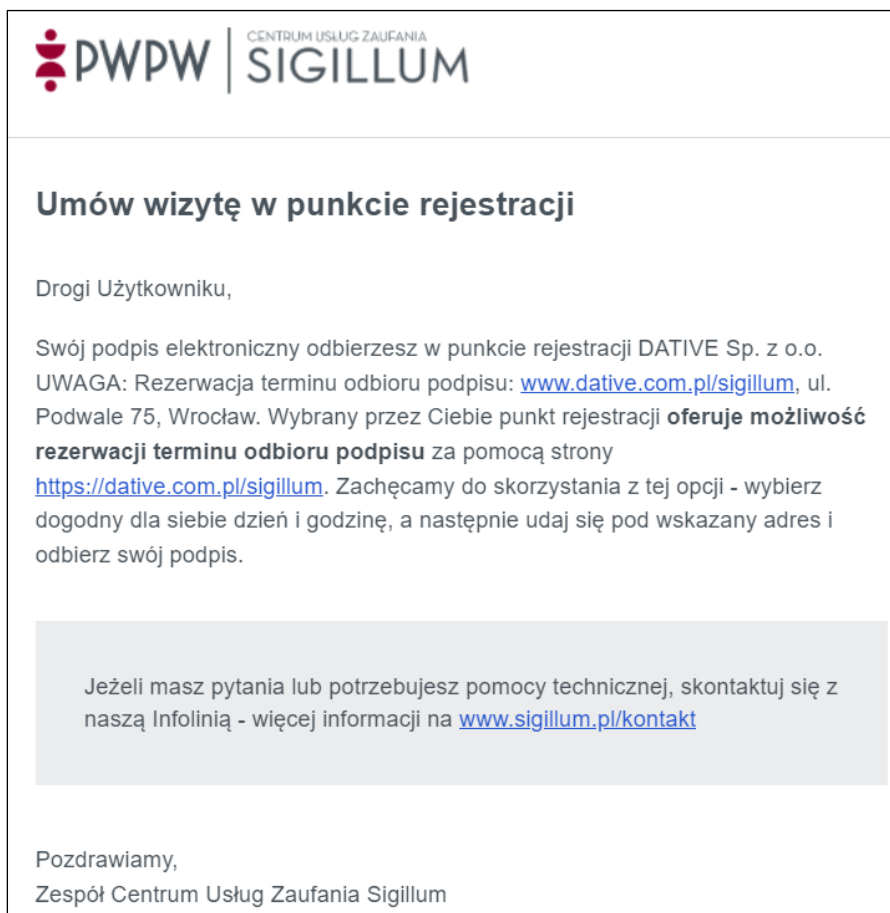 PWPW
CENTRUM USŁUG ZAUFANIA
SIGILLUM
Umów wizytę w punkcie rejestracji
Drogi Użytkowniku,
Swój podpis elektroniczny odbierzesz w punkcie rejestracji DATIVE Sp. z o.o.
UWAGA: Rezerwacja terminu odbioru podpisu: www.dative.com.pl/sigillum, ul.
Podwale 75, Wrocław. Wybrany przez Ciebie punkt rejestracji oferuje możliwość
rezerwacji terminu odbioru podpisu za pomocą strony
https://dative.com.pl/sigillum. Zachęcamy do skorzystania z tej opcji - wybierz
dogodny dla siebie dzień i godzinę, a następnie udaj się pod wskazany adres i
odbierz swój podpis.
Jeżeli masz pytania lub potrzebujesz pomocy technicznej, skontaktuj się z
naszą Infolinią - więcej informacji na www.sigillum.pl/kontakt
Pozdrawiamy,
Zespół Centrum Usług Zaufania Sigillum